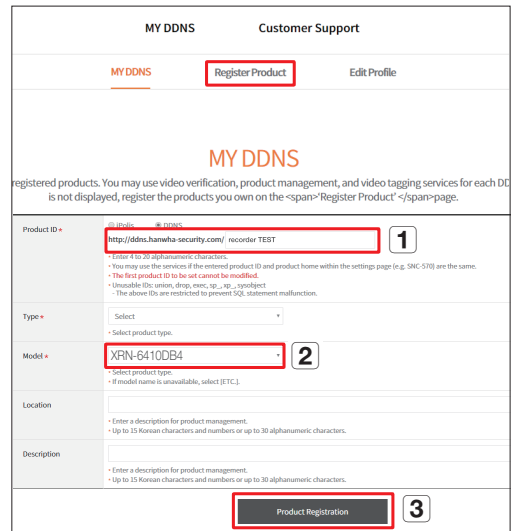 MY DDNS Customer Support
MY DDNS Register Product Edit Profile
MY DDNS
registered products. You may use video verification, product management, and video tagging services for each DD
is not displayed, register the products you own on the <span>'Register Product' </span>page.
Product ID *
iPolis DDNS
http://ddns.hanwha-security.com/ recorder TEST
1
• Enter 4 to 20 alphanumeric characters.
• You may use the services if the entered product ID and product home within the settings page (e.g. SNC-570) are the same.
• The first product ID to be set cannot be modified.
• Unusable IDs: union, drop, exec, sp_, xp_, sysobject
- The above IDs are restricted to prevent SQL statement malfunction.
Type *
Select
• Select product type.
Model *
XRN-6410DB4
2
• Select product type.
• If model name is unavailable, select [ETC.].
Location
• Enter a description for product management.
• Up to 15 Korean characters and numbers or up to 30 alphanumeric characters.
Description
• Enter a description for product management.
• Up to 15 Korean characters and numbers or up to 30 alphanumeric characters.
Product Registration
3